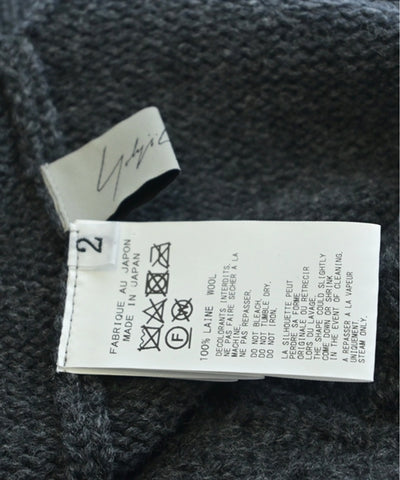 Yohji
2
FABRIQUE AU JAPON
MADE IN JAPAN
F
100% LAINE WOOL
DECOLORANTS INTERDITS.
NE PAS FAIRE SECHER A LA
MACHINE.
NE PAS REPASSER.
DO NOT BLEACH.
DO NOT TUMBLE DRY.
DO NOT IRON.
LA SILHOUETTE PEUT
PERDRE SA FORME
ORIGINALE OU RETRECIR
LORS DU LAVAGE.
THE SHAPE COULD SLIGHTLY
COME DOWN OR SHRINK
IN THE EVENT OF CLEANING.
A REPASSER A LA VAPEUR
UNIQUEMENT.
STEAM ONLY.